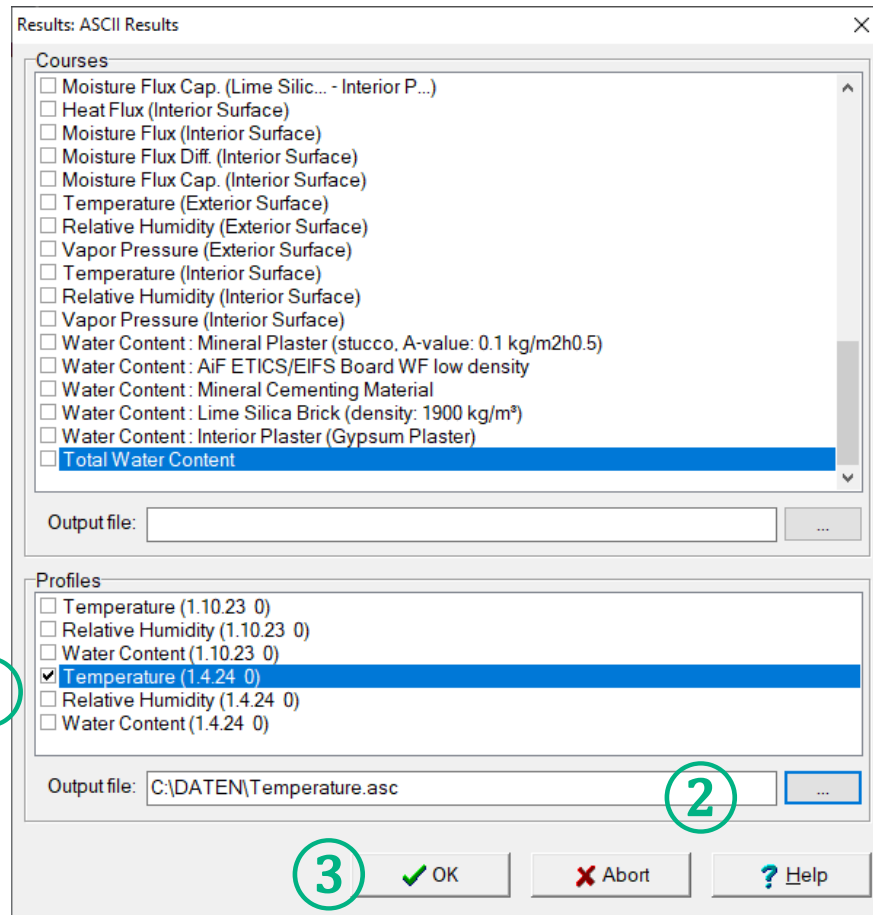 Results: ASCII Results
Courses
Moisture Flux Cap. (Lime Silic... - Interior P...)
Heat Flux (Interior Surface)
Moisture Flux (Interior Surface)
Moisture Flux Diff. (Interior Surface)
Moisture Flux Cap. (Interior Surface)
Temperature (Exterior Surface)
Relative Humidity (Exterior Surface)
Vapor Pressure (Exterior Surface)
Temperature (Interior Surface)
Relative Humidity (Interior Surface)
Vapor Pressure (Interior Surface)
Water Content : Mineral Plaster (stucco, A-value: 0.1 kg/m2h0.5)
Water Content : AiF ETICS/EIFS Board WF low density
Water Content : Mineral Cementing Material
Water Content : Lime Silica Brick (density: 1900 kg/m³)
Water Content : Interior Plaster (Gypsum Plaster)
Total Water Content
Output file: ...
Profiles
Temperature (1.10.23 0)
Relative Humidity (1.10.23 0)
Water Content (1.10.23 0)
Temperature (1.4.24 0)
Relative Humidity (1.4.24 0)
Water Content (1.4.24 0)
Output file: C:\DATEN\Temperature.asc 2 ...
3 OK Abort ? Help